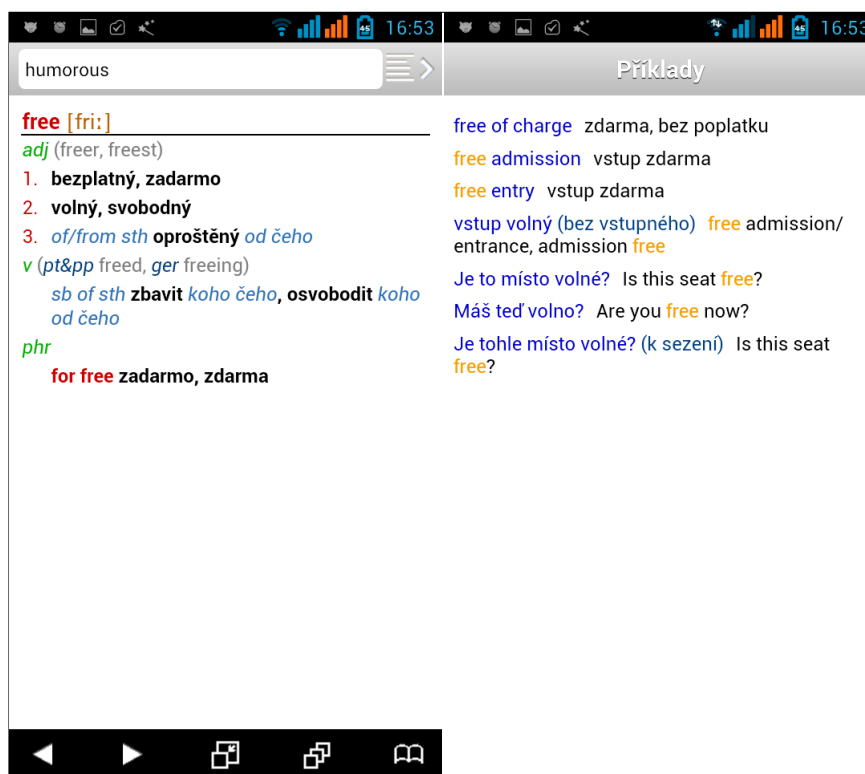 45 16:53
humorous
free [friː]
adj (freer, freest)
1. bezplatný, zadarmo
2. volný, svobodný
3. of/from sth oproštěný od čeho
v (pt&pp freed, ger freeing)
sb of sth zbavit koho čeho, osvobodit koho
od čeho
phr
for free zadarmo, zdarma
45 16:53
Příklady
free of charge zdarma, bez poplatku
free admission vstup zdarma
free entry vstup zdarma
vstup volný (bez vstupného) free admission/
entrance, admission free
Je to místo volné? Is this seat free?
Máš teď volno? Are you free now?
Je tohle místo volné? (k sezení) Is this seat
free?